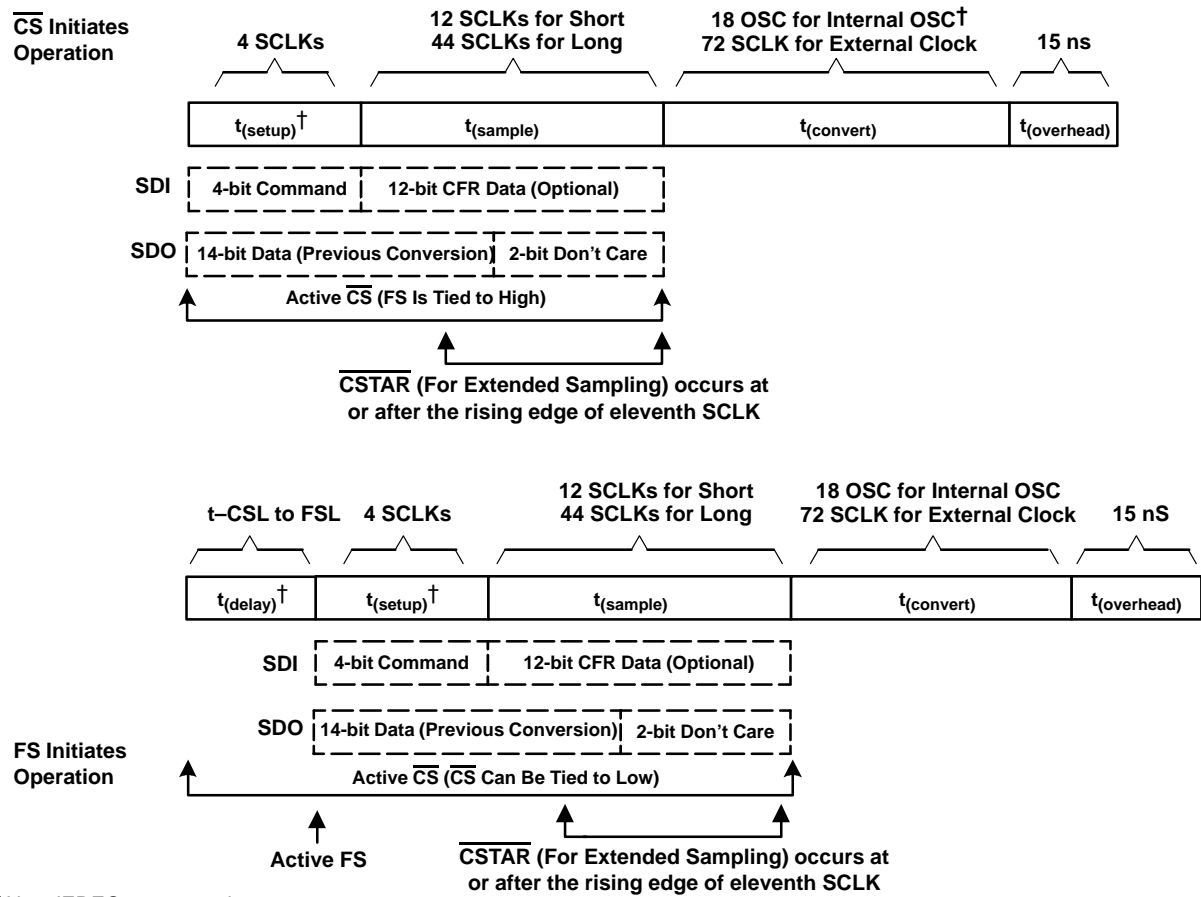 CS Initiates
Operation
4 SCLKs
12 SCLKs for Short
44 SCLKs for Long
18 OSC for Internal OSC†
72 SCLK for External Clock
15 ns
t(setup)†
t(sample)
t(convert)
t(overhead)
SDI
4-bit Command
12-bit CFR Data (Optional)
SDO
14-bit Data (Previous Conversion)
2-bit Don't Care
Active CS (FS Is Tied to High)
CSTAR (For Extended Sampling) occurs at
or after the rising edge of eleventh SCLK
t–CSL to FSL
4 SCLKs
12 SCLKs for Short
44 SCLKs for Long
18 OSC for Internal OSC
72 SCLK for External Clock
15 nS
t(delay)†
t(setup)†
t(sample)
t(convert)
t(overhead)
SDI
4-bit Command
12-bit CFR Data (Optional)
SDO
14-bit Data (Previous Conversion)
2-bit Don't Care
FS Initiates
Operation
Active CS (CS Can Be Tied to Low)
Active FS
CSTAR (For Extended Sampling) occurs at
or after the rising edge of eleventh SCLK